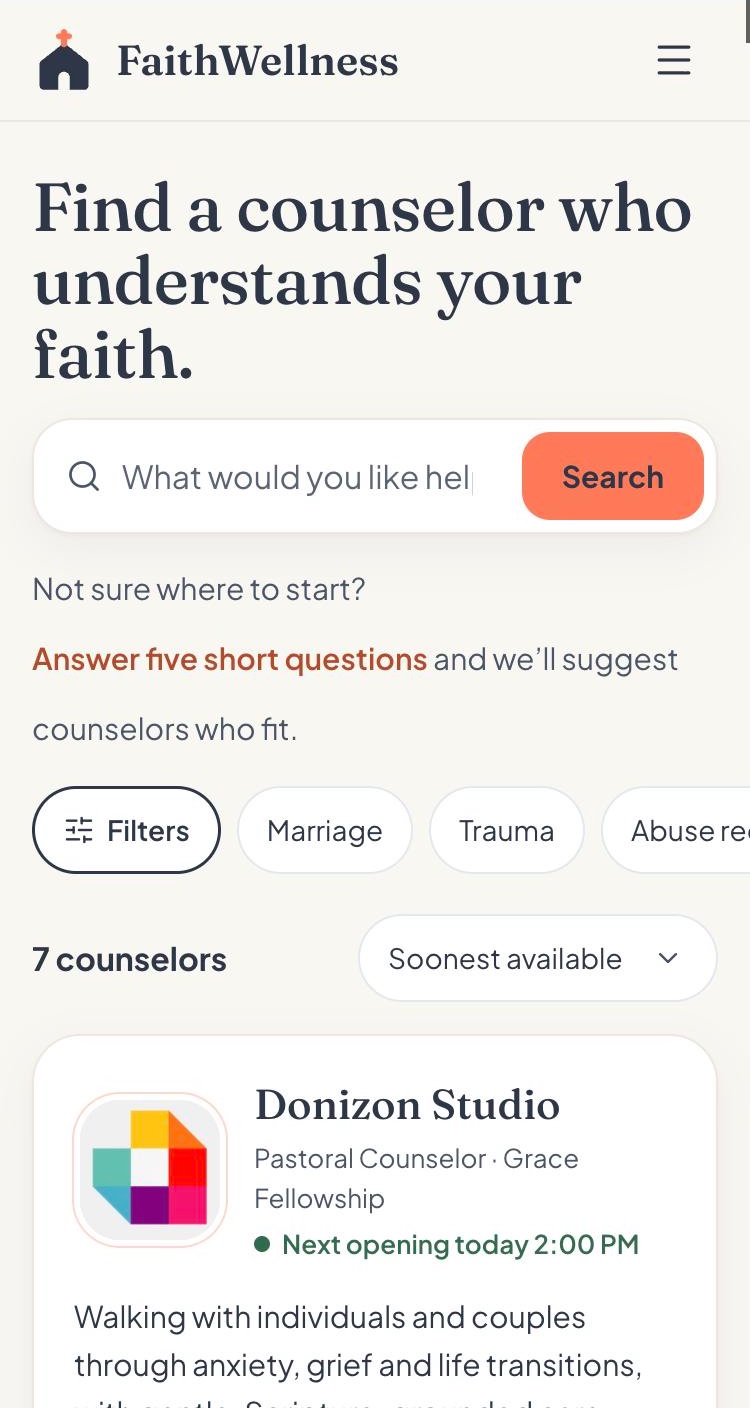 FaithWellness
Find a counselor who
understands your
faith.
What would you like hel
Search
Not sure where to start?
Answer five short questions and we’ll suggest
counselors who fit.
Filters
Marriage
Trauma
Abuse re
7 counselors
Soonest available
Donizon Studio
Pastoral Counselor · Grace
Fellowship
Next opening today 2:00 PM
Walking with individuals and couples
through anxiety, grief and life transitions,